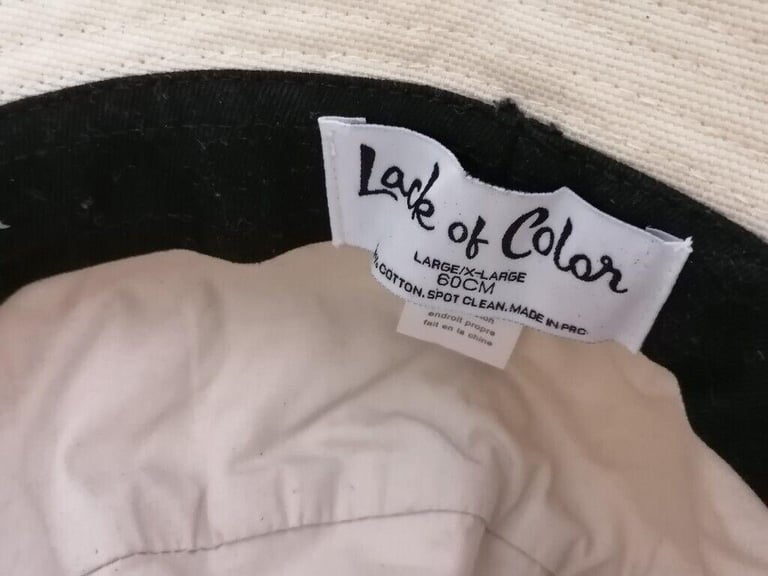 Lack of Color
LARGE/X-LARGE
60CM
COTTON. SPOT CLEAN. MADE IN PRC
endroit propre
fait en la chine